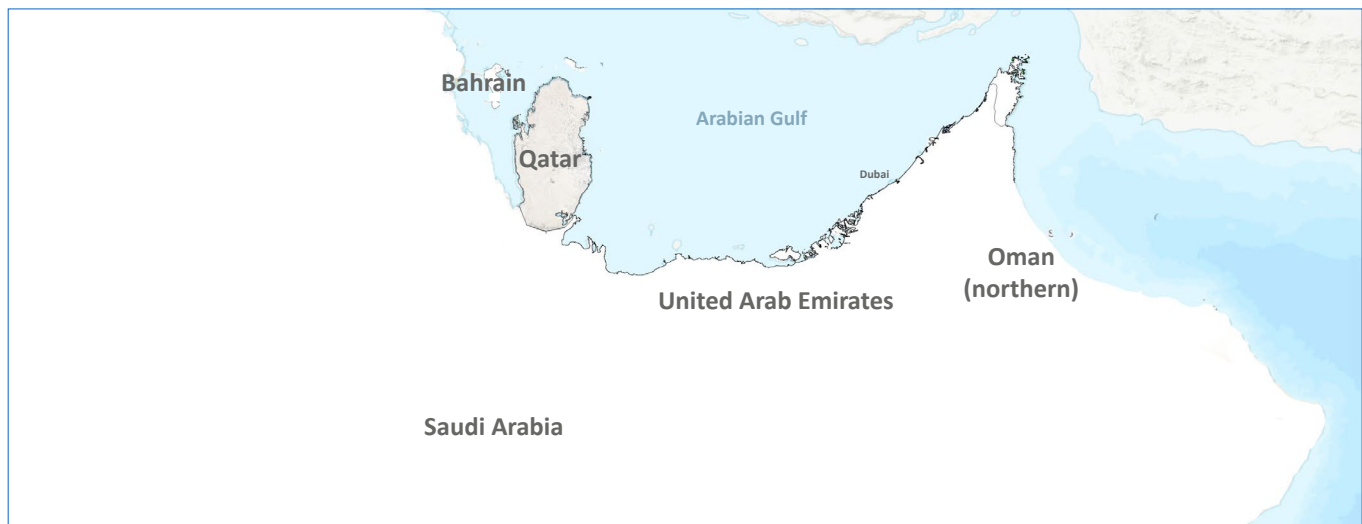 Bahrain
Arabian Gulf
Qatar
Dubai
Oman
(northern)
United Arab Emirates
Saudi Arabia